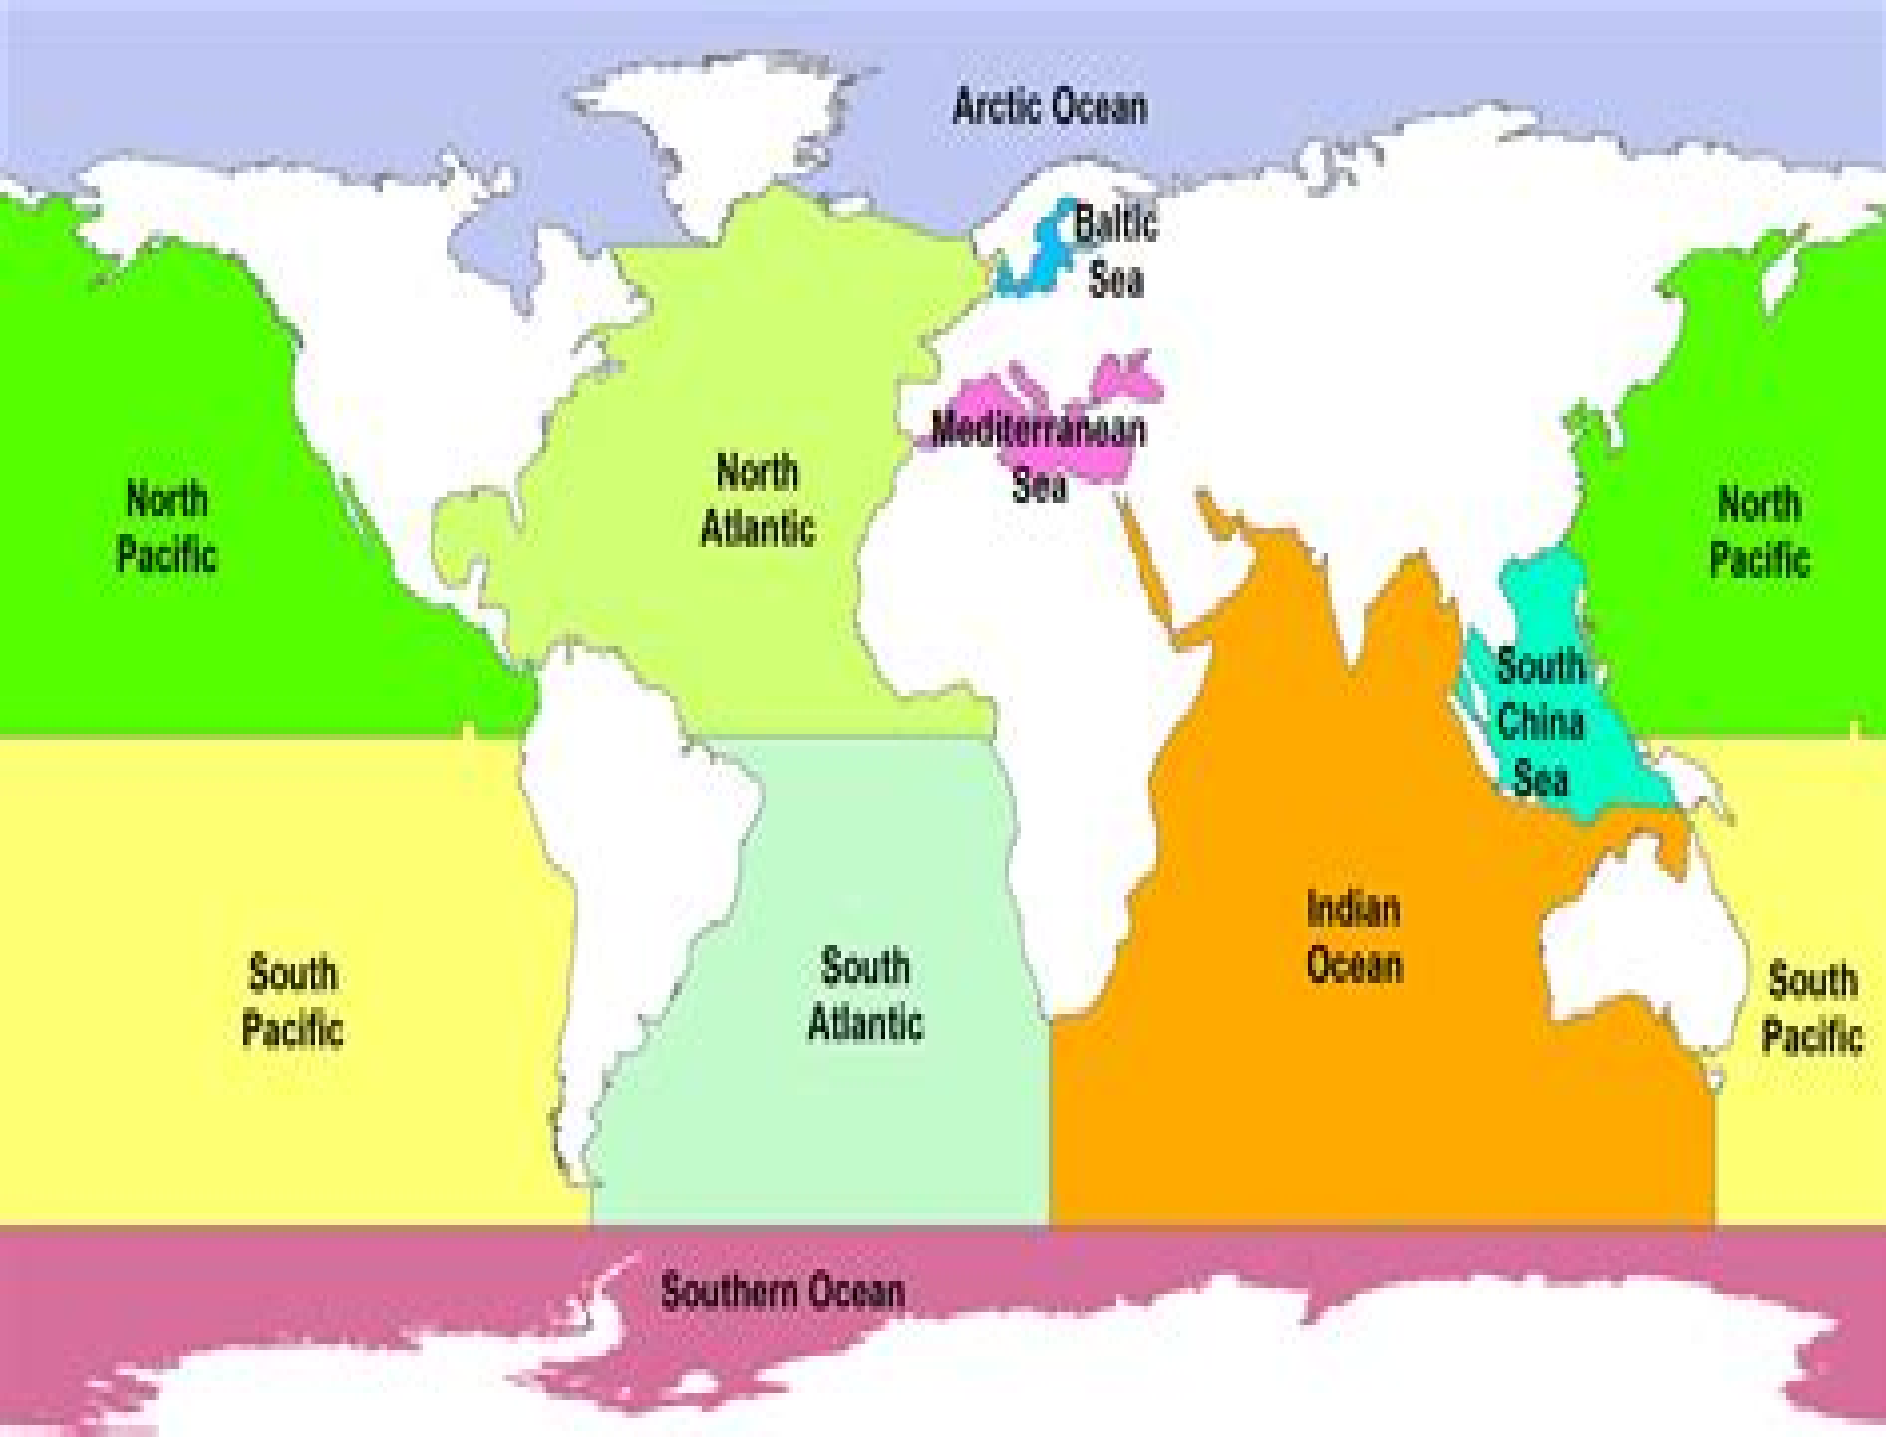 Arctic Ocean
Baltic
Sea
Mediterranean
Sea
North
Pacific
North
Atlantic
North
Pacific
South
China
Sea
Indian
Ocean
South
Pacific
South
Atlantic
South
Pacific
Southern Ocean